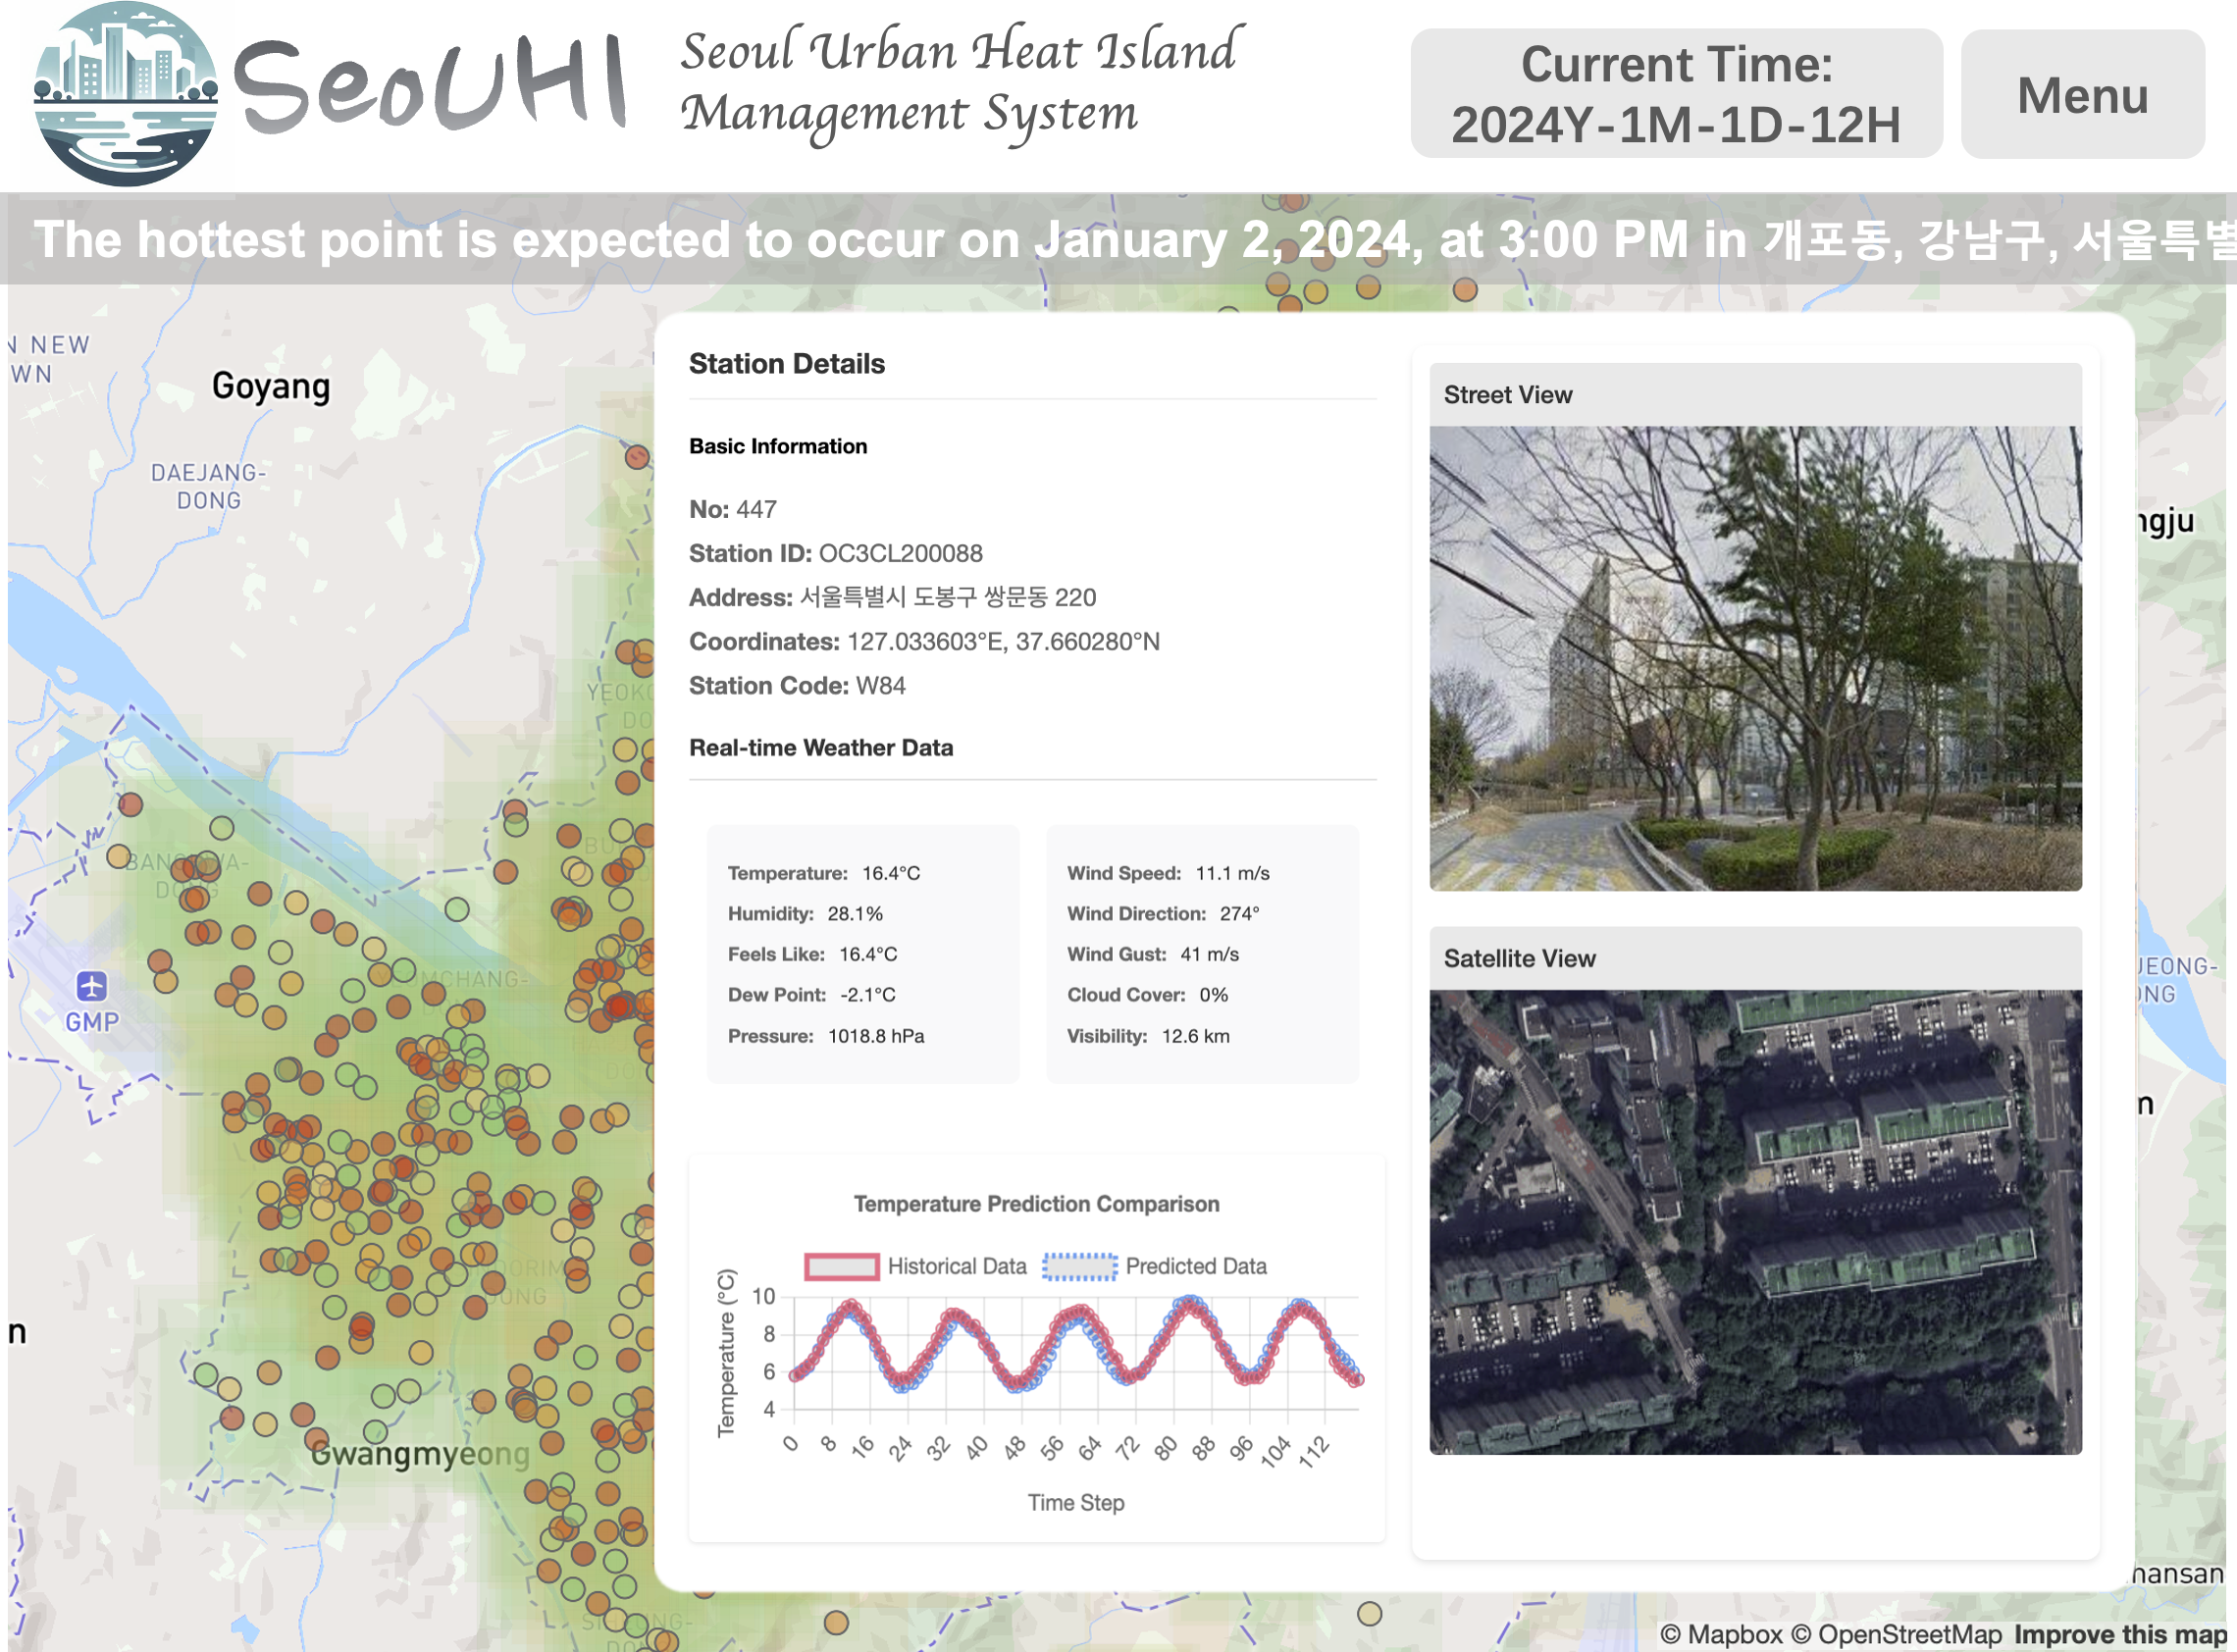 SeoUHI
Seoul Urban Heat Island
Management System
Current Time:
2024Y-1M-1D-12H
Menu
The hottest point is expected to occur on January 2, 2024, at 3:00 PM in 개포동, 강남구, 서울특별
N NEW
WN
Goyang
DAEJANG-
DONG
GMP
Gwangmyeong
Station Details
Basic Information
No: 447
Station ID: OC3CL200088
Address: 서울특별시 도봉구 쌍문동 220
Coordinates: 127.033603°E, 37.660280°N
Station Code: W84
Real-time Weather Data
Temperature: 16.4°C
Humidity: 28.1%
Feels Like: 16.4°C
Dew Point: -2.1°C
Pressure: 1018.8 hPa
Wind Speed: 11.1 m/s
Wind Direction: 274°
Wind Gust: 41 m/s
Cloud Cover: 0%
Visibility: 12.6 km
Temperature Prediction Comparison
Historical Data
Predicted Data
Temperature (°C)
10
8
6
4
0 8 16 24 32 40 48 56 64 72 80 88 96 104 112
Time Step
Street View
Satellite View
ngju
JEONG-
ONG
n
n
hansan
© Mapbox © OpenStreetMap Improve this map